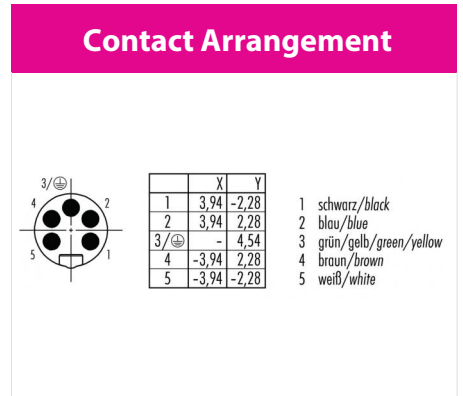 Contact Arrangement
3/⏚
4 2
5 1
X Y
1 3,94 -2,28
2 3,94 2,28
3/⏚ - 4,54
4 -3,94 2,28
5 -3,94 -2,28
1 schwarz/black
2 blau/blue
3 grün/gelb/green/yellow
4 braun/brown
5 weiß/white